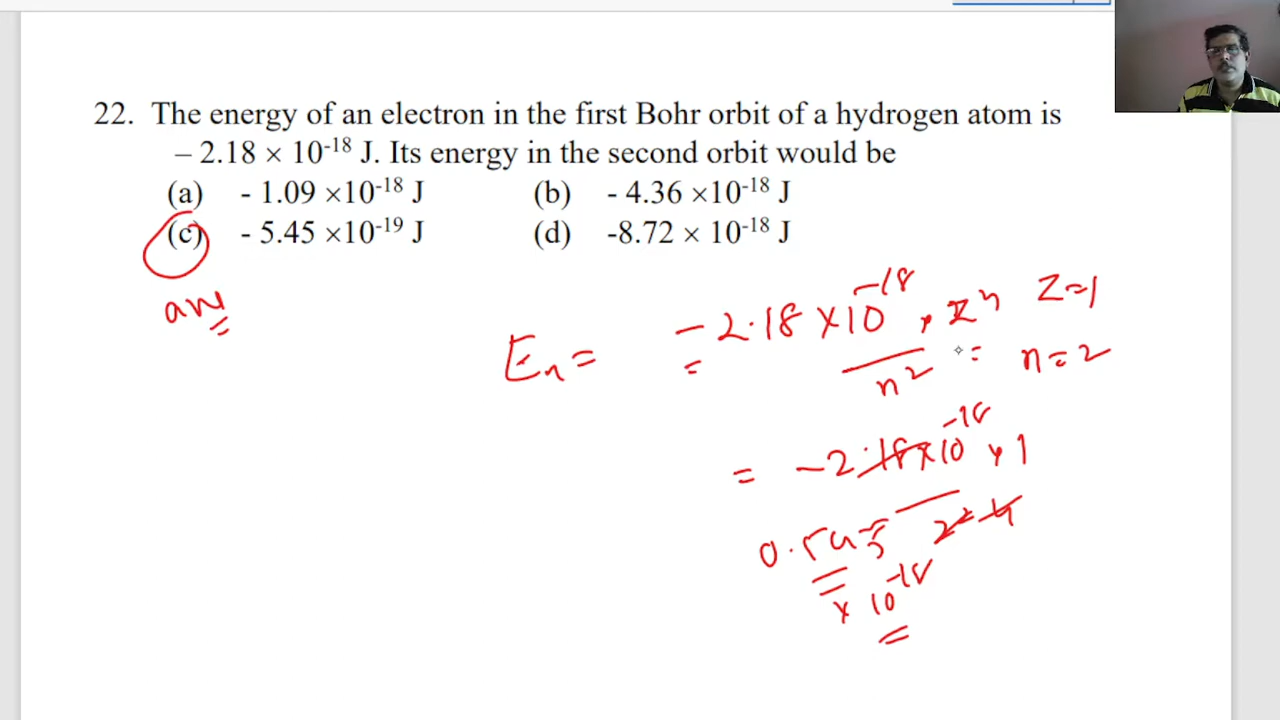 22. The energy of an electron in the first Bohr orbit of a hydrogen atom is
– 2.18 × 10⁻¹⁸ J. Its energy in the second orbit would be
(a) - 1.09 ×10⁻¹⁸ J (b) - 4.36 ×10⁻¹⁸ J
(c) - 5.45 ×10⁻¹⁹ J (d) -8.72 × 10⁻¹⁸ J
ans
Eₙ = – 2.18 × 10⁻¹⁸ × Z² Z=1
n² n=2
= – 2.18 × 10⁻¹⁸ × 1
2² 4
0.545
× 10⁻¹⁸